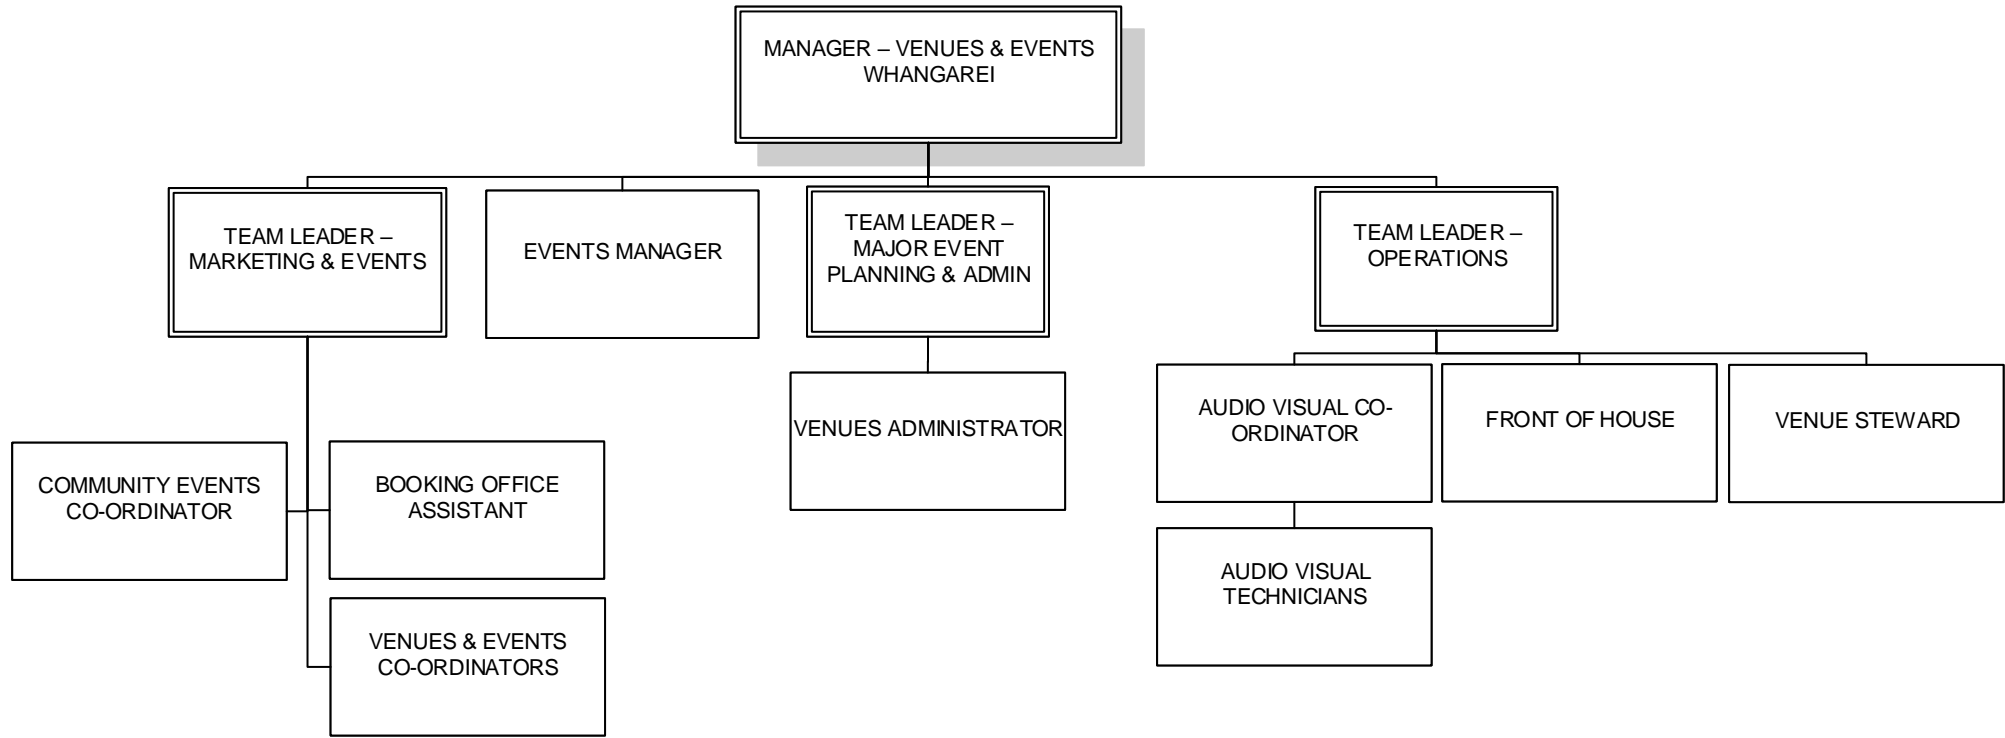 MANAGER – VENUES & EVENTS
WHANGAREI
TEAM LEADER –
MARKETING & EVENTS
EVENTS MANAGER
TEAM LEADER –
MAJOR EVENT
PLANNING & ADMIN
TEAM LEADER –
OPERATIONS
VENUES ADMINISTRATOR
AUDIO VISUAL CO-
ORDINATOR
FRONT OF HOUSE
VENUE STEWARD
COMMUNITY EVENTS
CO-ORDINATOR
BOOKING OFFICE
ASSISTANT
AUDIO VISUAL
TECHNICIANS
VENUES & EVENTS
CO-ORDINATORS